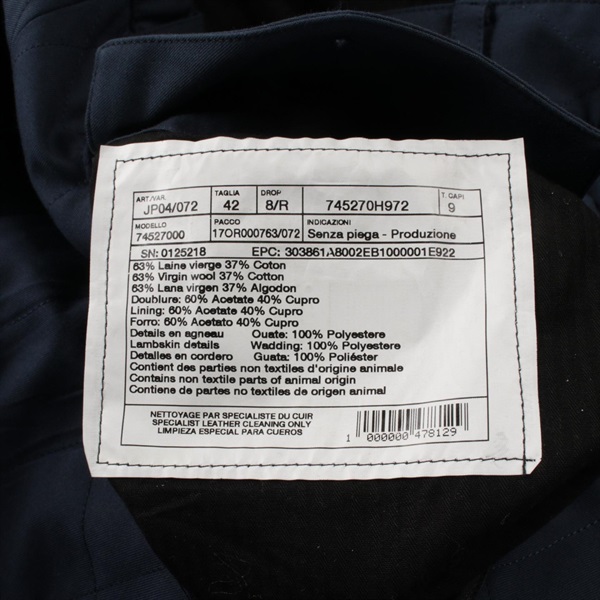 ART./VAR. TAGLIA DROP T. CAPI
JP04/072 42 8/R 745270H972 9
MODELLO PACCO INDICAZIONI
74527000 17OR000763/072 Senza piega - Produzione
SN: 0125218 EPC: 303861A8002EB1000001E922
63% Laine vierge 37% Coton
63% Virgin wool 37% Cotton
63% Lana virgen 37% Algodon
Doublure: 60% Acetate 40% Cupro
Lining: 60% Acetate 40% Cupro
Forro: 60% Acetato 40% Cupro
Details en agneau Ouate: 100% Polyestere
Lambskin details Wadding: 100% Polyestere
Detalles en cordero Guata: 100% Poliéster
Contient des parties non textiles d'origine animale
Contains non textile parts of animal origin
Contiene de partes no textiles de origen animal
NETTOYAGE PAR SPECIALISTE DU CUIR
SPECIALIST LEATHER CLEANING ONLY
LIMPIEZA ESPECIAL PARA CUEROS
1 000000 478129